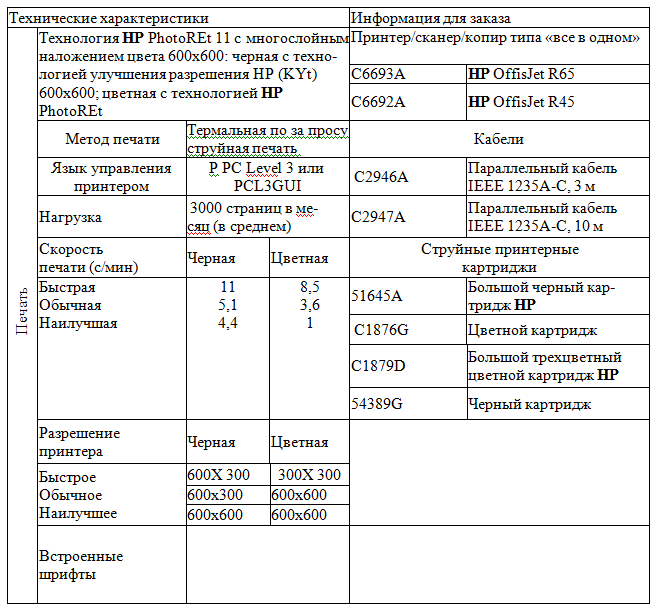 Технические характеристики
Информация для заказа
Печать
Технология HP PhotoREt 11 с многослойным
наложением цвета 600x600: черная с техно-
логией улучшения разрешения HP (KYt)
600x600; цветная с технологией HP
PhotoREt
Принтер/сканер/копир типа «все в одном»
C6693A
HP OffisJet R65
C6692A
HP OffisJet R45
Метод печати
Термальная по за просу
струйная печать
Кабели
Язык управления
принтером
P PC Level 3 или
PCL3GUI
C2946A
Параллельный кабель
IEEE 1235A-C, 3 м
Нагрузка
3000 страниц в ме-
сяц (в среднем)
C2947A
Параллельный кабель
IEEE 1235A-C, 10 м
Скорость
печати (с/мин)
Черная
Цветная
Струйные принтерные
картриджи
Быстрая 11 8,5
Обычная 5,1 3,6
Наилучшая 4,4 1
51645A
Большой черный кар-
тридж HP
C1876G
Цветной картридж
C1879D
Большой трехцветный
цветной картридж HP
54389G
Черный картридж
Разрешение
принтера
Черная
Цветная
Быстрое 600X 300 300X 300
Обычное 600x300 600x600
Наилучшее 600x600 600x600
Встроенные
шрифты